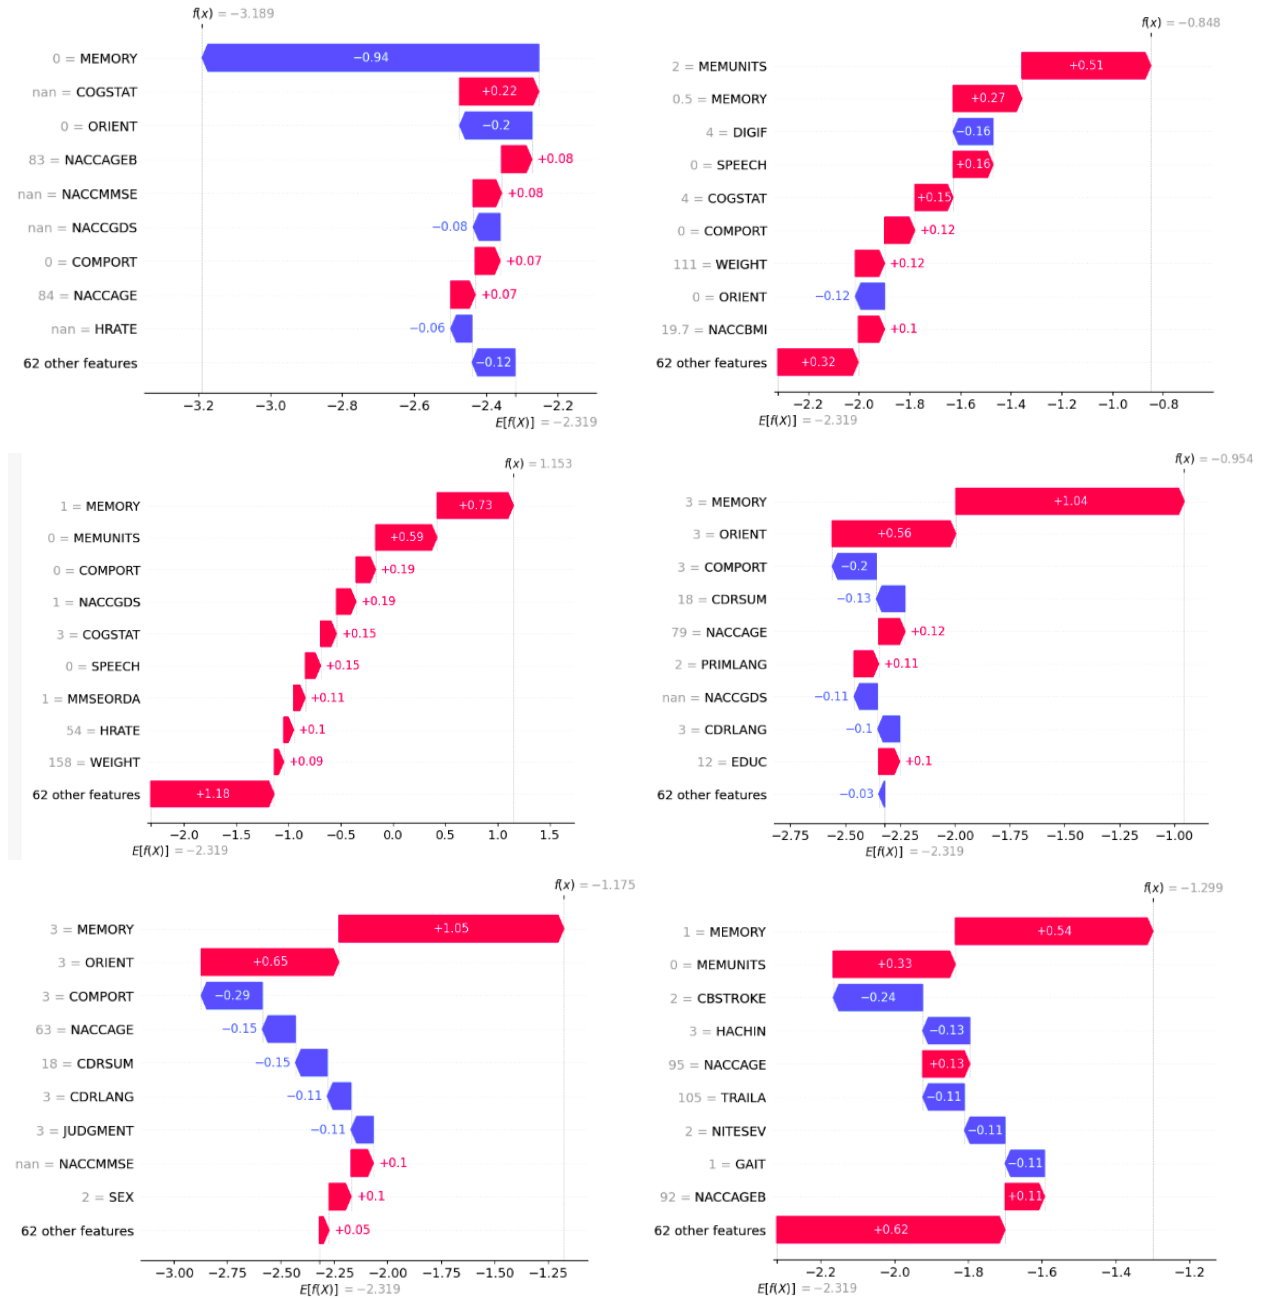 f(x) = −3.189
0 = MEMORY
−0.94
nan = COGSTAT
+0.22
0 = ORIENT
−0.2
83 = NACCAGEB
+0.08
nan = NACCMMSE
+0.08
nan = NACCGDS
−0.08
0 = COMPORT
+0.07
84 = NACCAGE
+0.07
nan = HRATE
−0.06
62 other features
−0.12
−3.2 −3.0 −2.8 −2.6 −2.4 −2.2
E[f(X)] = −2.319
f(x) = −0.848
2 = MEMUNITS
+0.51
0.5 = MEMORY
+0.27
4 = DIGIF
−0.16
0 = SPEECH
+0.16
4 = COGSTAT
+0.15
0 = COMPORT
+0.12
111 = WEIGHT
+0.12
0 = ORIENT
−0.12
19.7 = NACCBMI
+0.1
62 other features
+0.32
−2.2 −2.0 −1.8 −1.6 −1.4 −1.2 −1.0 −0.8
E[f(X)] = −2.319
f(x) = 1.153
1 = MEMORY
+0.73
0 = MEMUNITS
+0.59
0 = COMPORT
+0.19
1 = NACCGDS
+0.19
3 = COGSTAT
+0.15
0 = SPEECH
+0.15
1 = MMSEORDA
+0.11
54 = HRATE
+0.1
158 = WEIGHT
+0.09
62 other features
+1.18
−2.0 −1.5 −1.0 −0.5 0.0 0.5 1.0 1.5
E[f(X)] = −2.319
f(x) = −0.954
3 = MEMORY
+1.04
3 = ORIENT
+0.56
3 = COMPORT
−0.2
18 = CDRSUM
−0.13
79 = NACCAGE
+0.12
2 = PRIMLANG
+0.11
nan = NACCGDS
−0.11
3 = CDRLANG
−0.1
12 = EDUC
+0.1
62 other features
−0.03
−2.75 −2.50 −2.25 −2.00 −1.75 −1.50 −1.25 −1.00
E[f(X)] = −2.319
f(x) = −1.175
3 = MEMORY
+1.05
3 = ORIENT
+0.65
3 = COMPORT
−0.29
63 = NACCAGE
−0.15
18 = CDRSUM
−0.15
3 = CDRLANG
−0.11
3 = JUDGMENT
−0.11
nan = NACCMMSE
+0.1
2 = SEX
+0.1
62 other features
+0.05
−3.00 −2.75 −2.50 −2.25 −2.00 −1.75 −1.50 −1.25
E[f(X)] = −2.319
f(x) = −1.299
1 = MEMORY
+0.54
0 = MEMUNITS
+0.33
2 = CBSTROKE
−0.24
3 = HACHIN
−0.13
95 = NACCAGE
+0.13
105 = TRAILA
−0.11
2 = NITESEV
−0.11
1 = GAIT
−0.11
92 = NACCAGEB
+0.11
62 other features
+0.62
−2.2 −2.0 −1.8 −1.6 −1.4 −1.2
E[f(X)] = −2.319